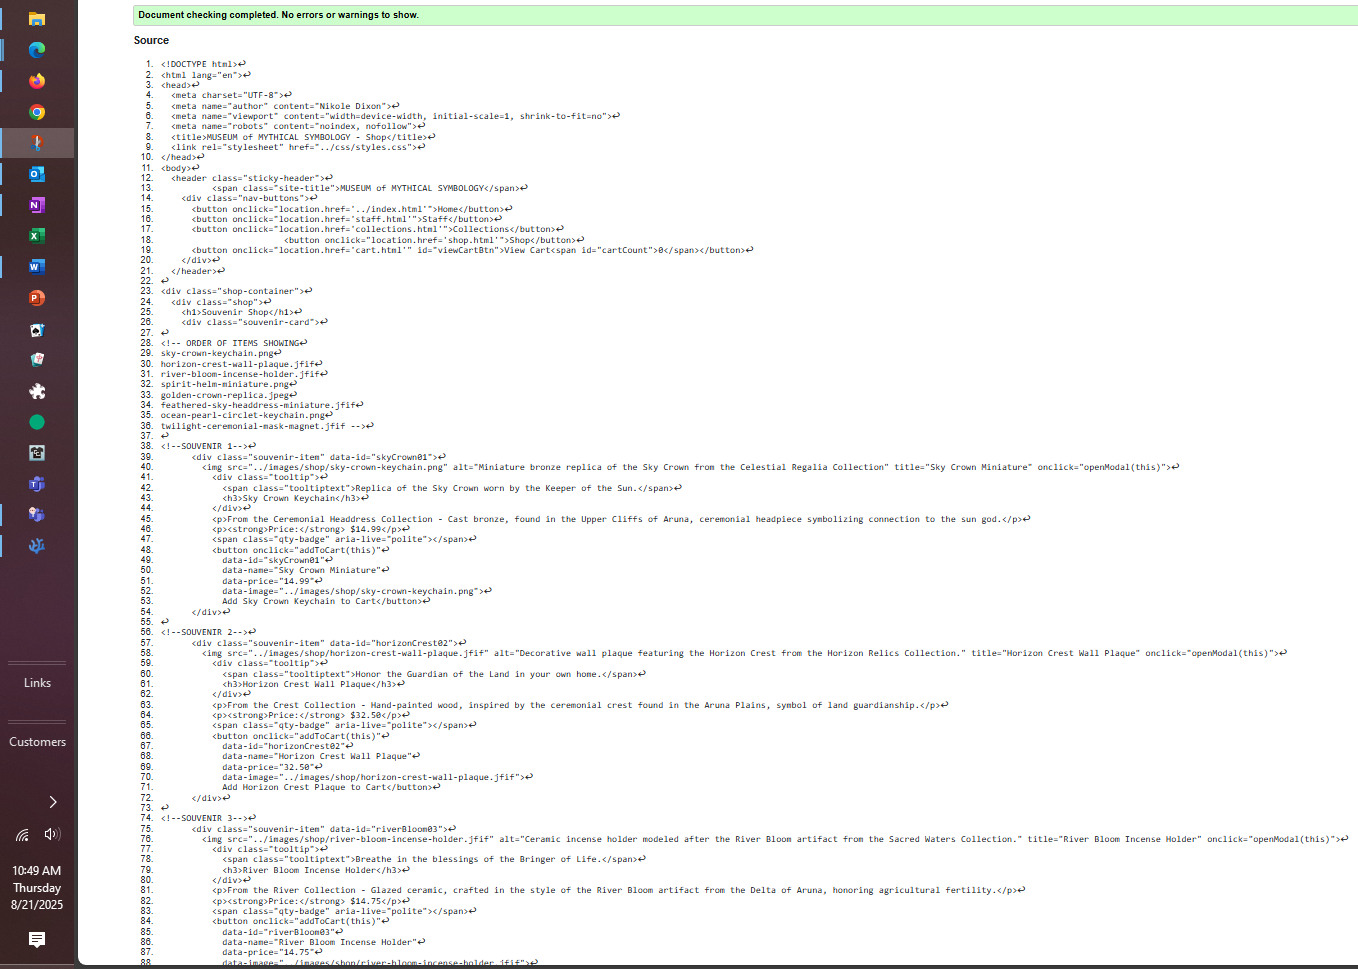 Document checking completed. No errors or warnings to show.
Source
1. <!DOCTYPE html>↩
2. <html lang="en">↩
3. <head>↩
4. <meta charset="UTF-8">↩
5. <meta name="author" content="Nikole Dixon">↩
6. <meta name="viewport" content="width=device-width, initial-scale=1, shrink-to-fit=no">↩
7. <meta name="robots" content="noindex, nofollow">↩
8. <title>MUSEUM of MYTHICAL SYMBOLOGY - Shop</title>↩
9. <link rel="stylesheet" href="../css/styles.css">↩
10. </head>↩
11. <body>↩
12. <header class="sticky-header">↩
13. <span class="site-title">MUSEUM of MYTHICAL SYMBOLOGY</span>↩
14. <div class="nav-buttons">↩
15. <button onclick="location.href='../index.html'">Home</button>↩
16. <button onclick="location.href='staff.html'">Staff</button>↩
17. <button onclick="location.href='collections.html'">Collections</button>↩
18. <button onclick="location.href='shop.html'">Shop</button>↩
19. <button onclick="location.href='cart.html'" id="viewCartBtn">View Cart<span id="cartCount">0</span></button>↩
20. </div>↩
21. </header>↩
22. ↩
23. <div class="shop-container">↩
24. <div class="shop">↩
25. <h1>Souvenir Shop</h1>↩
26. <div class="souvenir-card">↩
27. ↩
28. <!-- ORDER OF ITEMS SHOWING↩
29. sky-crown-keychain.png↩
30. horizon-crest-wall-plaque.jfif↩
31. river-bloom-incense-holder.jfif↩
32. spirit-helm-miniature.png↩
33. golden-crown-replica.jpeg↩
34. feathered-sky-headdress-miniature.jfif↩
35. ocean-pearl-circlet-keychain.png↩
36. twilight-ceremonial-mask-magnet.jfif -->↩
37. ↩
38. <!--SOUVENIR 1-->↩
39. <div class="souvenir-item" data-id="skyCrown01">↩
40. <img src="../images/shop/sky-crown-keychain.png" alt="Miniature bronze replica of the Sky Crown from the Celestial Regalia Collection" title="Sky Crown Miniature" onclick="openModal(this)">↩
41. <div class="tooltip">↩
42. <span class="tooltiptext">Replica of the Sky Crown worn by the Keeper of the Sun.</span>↩
43. <h3>Sky Crown Keychain</h3>↩
44. </div>↩
45. <p>From the Ceremonial Headdress Collection - Cast bronze, found in the Upper Cliffs of Aruna, ceremonial headpiece symbolizing connection to the sun god.</p>↩
46. <p><strong>Price:</strong> $14.99</p>↩
47. <span class="qty-badge" aria-live="polite"></span>↩
48. <button onclick="addToCart(this)"↩
49. data-id="skyCrown01"↩
50. data-name="Sky Crown Miniature"↩
51. data-price="14.99"↩
52. data-image="../images/shop/sky-crown-keychain.png">↩
53. Add Sky Crown Keychain to Cart</button>↩
54. </div>↩
55. ↩
56. <!--SOUVENIR 2-->↩
57. <div class="souvenir-item" data-id="horizonCrest02">↩
58. <img src="../images/shop/horizon-crest-wall-plaque.jfif" alt="Decorative wall plaque featuring the Horizon Crest from the Horizon Relics Collection." title="Horizon Crest Wall Plaque" onclick="openModal(this)">↩
59. <div class="tooltip">↩
60. <span class="tooltiptext">Honor the Guardian of the Land in your own home.</span>↩
61. <h3>Horizon Crest Wall Plaque</h3>↩
62. </div>↩
63. <p>From the Crest Collection - Hand-painted wood, inspired by the ceremonial crest found in the Aruna Plains, symbol of land guardianship.</p>↩
64. <p><strong>Price:</strong> $32.50</p>↩
65. <span class="qty-badge" aria-live="polite"></span>↩
66. <button onclick="addToCart(this)"↩
67. data-id="horizonCrest02"↩
68. data-name="Horizon Crest Wall Plaque"↩
69. data-price="32.50"↩
70. data-image="../images/shop/horizon-crest-wall-plaque.jfif">↩
71. Add Horizon Crest Plaque to Cart</button>↩
72. </div>↩
73. ↩
74. <!--SOUVENIR 3-->↩
75. <div class="souvenir-item" data-id="riverBloom03">↩
76. <img src="../images/shop/river-bloom-incense-holder.jfif" alt="Ceramic incense holder modeled after the River Bloom artifact from the Sacred Waters Collection." title="River Bloom Incense Holder" onclick="openModal(this)">↩
77. <div class="tooltip">↩
78. <span class="tooltiptext">Breathe in the blessings of the Bringer of Life.</span>↩
79. <h3>River Bloom Incense Holder</h3>↩
80. </div>↩
81. <p>From the River Collection - Glazed ceramic, crafted in the style of the River Bloom artifact from the Delta of Aruna, honoring agricultural fertility.</p>↩
82. <p><strong>Price:</strong> $14.75</p>↩
83. <span class="qty-badge" aria-live="polite"></span>↩
84. <button onclick="addToCart(this)"↩
85. data-id="riverBloom03"↩
86. data-name="River Bloom Incense Holder"↩
87. data-price="14.75"↩
88. data-image="../images/shop/river-bloom-incense-holder.jfif">↩
Links
Customers
10:49 AM
Thursday
8/21/2025